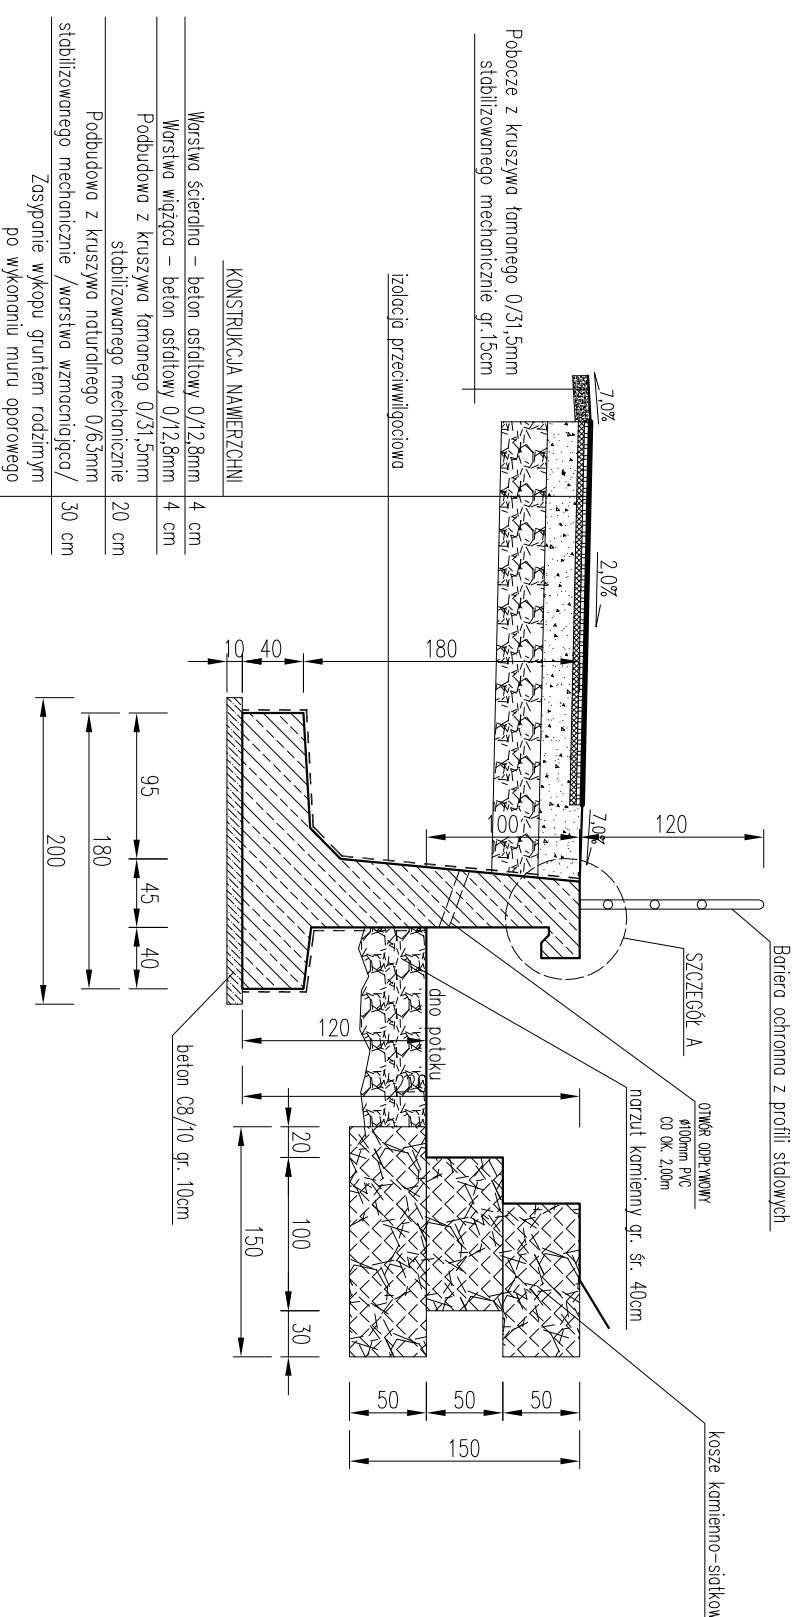 Pobocze z kruszywa łamanego 0/31,5mm
stabilizowanego mechanicznie gr.15cm
izolacja przeciwwilgociowa
KONSTRUKCJA NAWIERZCHNI
Warstwa ścieralna - beton asfaltowy 0/12,8mm 4 cm
Warstwa wiążąca - beton asfaltowy 0/12,8mm 4 cm
Podbudowa z kruszywa łamanego 0/31,5mm
stabilizowanego mechanicznie 20 cm
Podbudowa z kruszywa naturalnego 0/63mm
stabilizowanego mechanicznie /warstwa wzmacniająca/ 30 cm
Zasypanie wykopu gruntem rodzimym
po wykonaniu muru oporowego
7,0%
2,0%
7,0%
10
40
180
100
120
95
45
40
180
200
Bariera ochronna z profili stalowych
SZCZEGÓŁ A
OTWÓR ODPŁYWOWY
ø100mm PVC
CO OK. 2,00m
narzut kamienny gr. śr. 40cm
dno potoku
120
beton C8/10 gr. 10cm
20
100
30
150
50
50
50
150